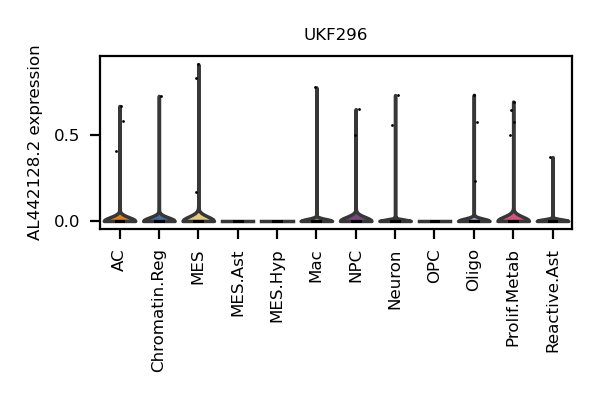 UKF296
AL442128.2 expression
0.5
0.0
AC
Chromatin.Reg
MES
MES.Ast
MES.Hyp
Mac
NPC
Neuron
OPC
Oligo
Prolif.Metab
Reactive.Ast